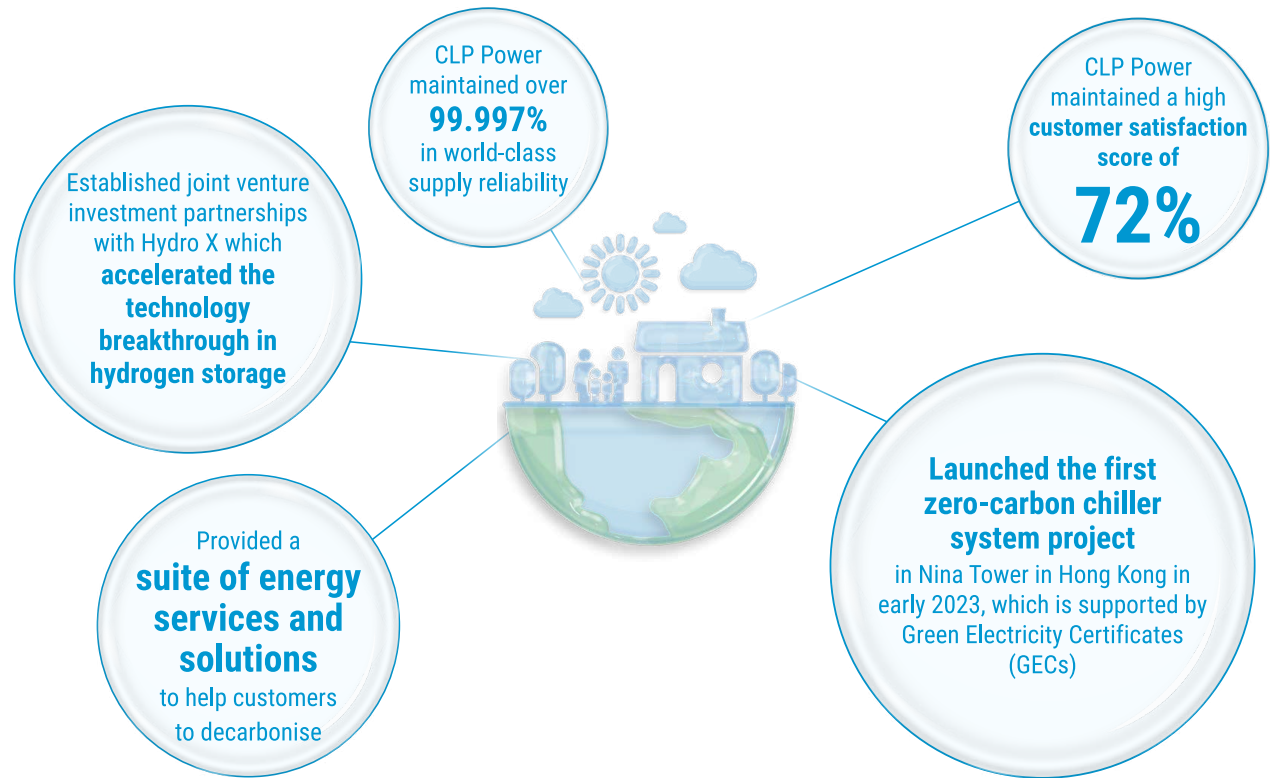 CLP Power
maintained over
99.997%
in world-class
supply reliability
CLP Power
maintained a high
customer satisfaction
score of
72%
Established joint venture
investment partnerships
with Hydro X which
accelerated the
technology
breakthrough in
hydrogen storage
Launched the first
zero-carbon chiller
system project
in Nina Tower in Hong Kong in
early 2023, which is supported by
Green Electricity Certificates
(GECs)
Provided a
suite of energy
services and
solutions
to help customers
to decarbonise